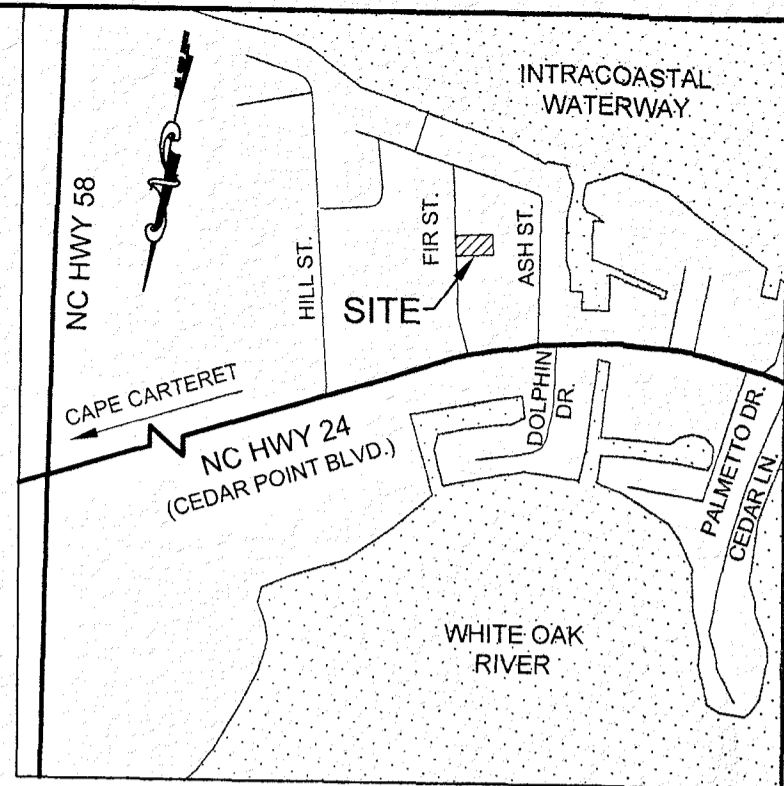 INTRACOASTAL
WATERWAY
NC HWY 58
HILL ST.
FIR ST.
ASH ST.
SITE
CAPE CARTERET
NC HWY 24
(CEDAR POINT BLVD.)
DOLPHIN
DR.
PALMETTO DR.
CEDAR LN.
WHITE OAK
RIVER